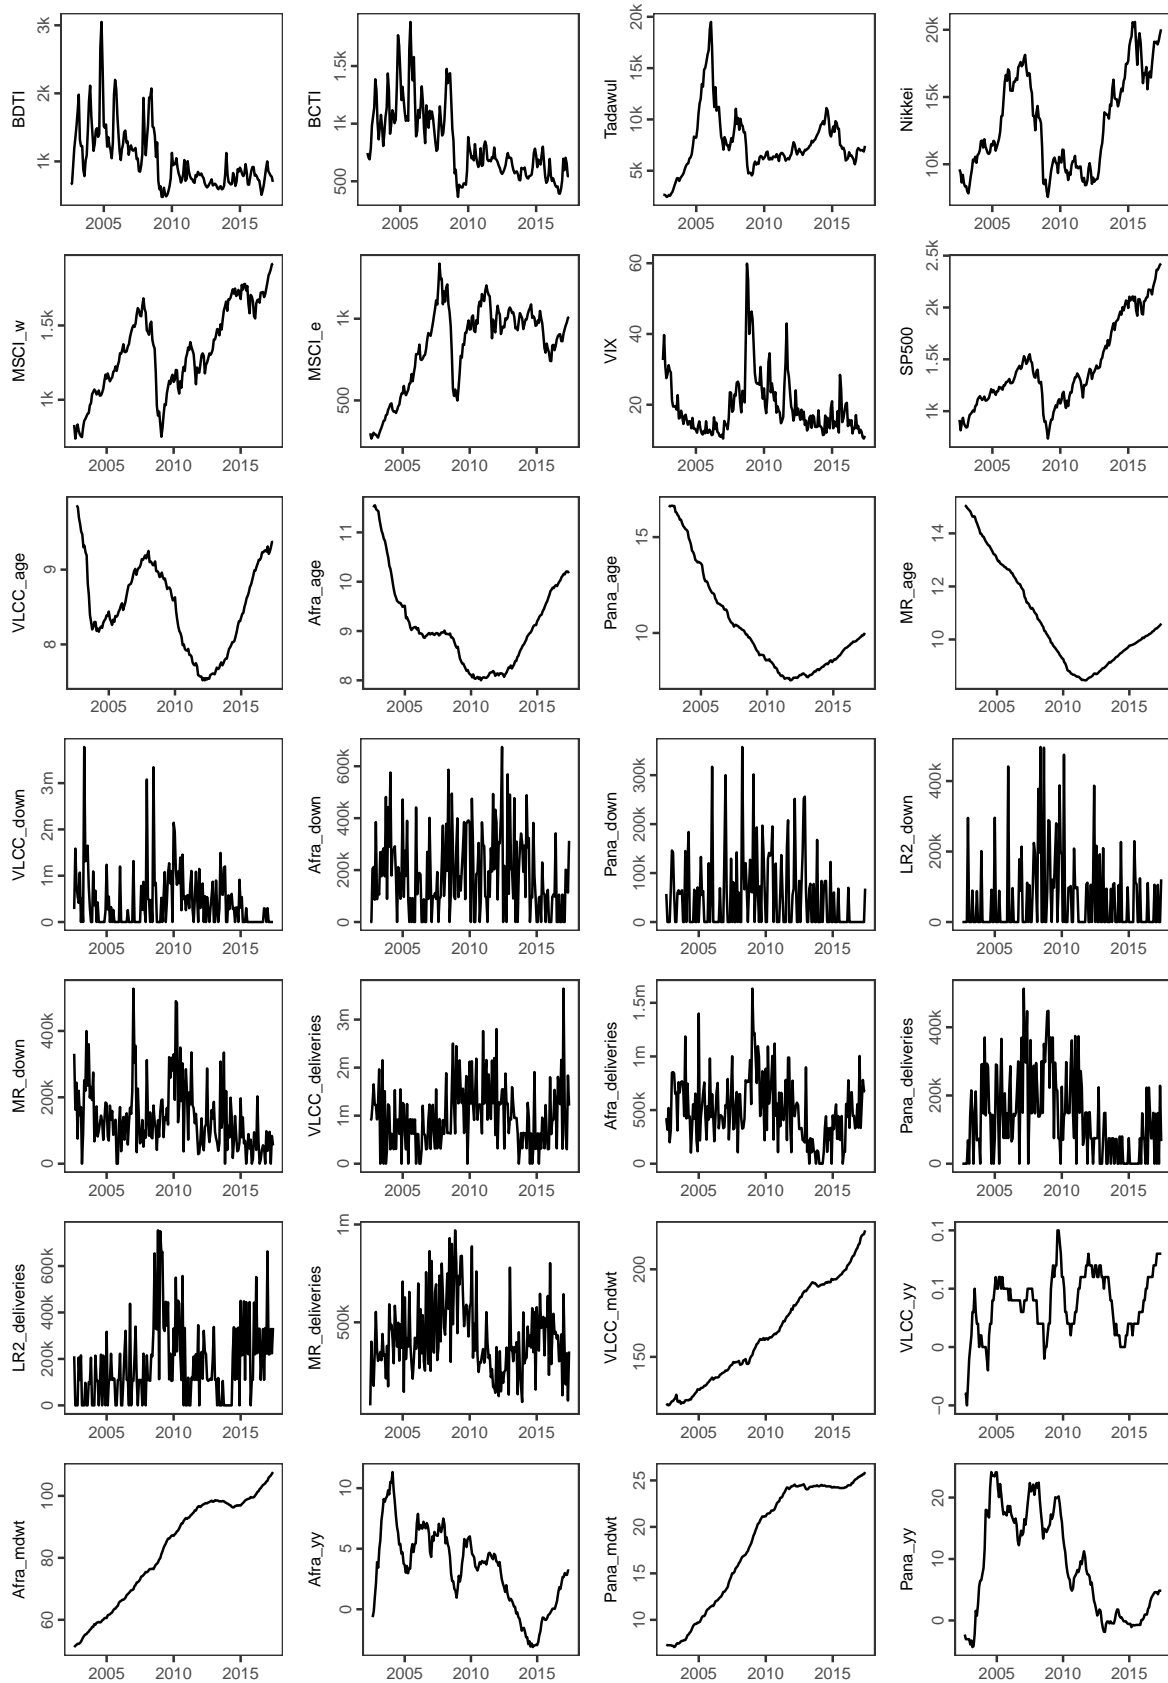 BDTI
3k
2k
1k
2005 2010 2015
BCTI
1.5k
1k
500
2005 2010 2015
Tadawul
20k
15k
10k
5k
2005 2010 2015
Nikkei
20k
15k
10k
2005 2010 2015
MSCI_w
1.5k
1k
2005 2010 2015
MSCI_e
1k
500
2005 2010 2015
VIX
60
40
20
2005 2010 2015
SP500
2.5k
2k
1.5k
1k
2005 2010 2015
VLCC_age
9
8
2005 2010 2015
Afra_age
11
10
9
8
2005 2010 2015
Pana_age
15
10
2005 2010 2015
MR_age
14
12
10
2005 2010 2015
VLCC_down
3m
2m
1m
0
2005 2010 2015
Afra_down
600k
400k
200k
0
2005 2010 2015
Pana_down
300k
200k
100k
0
2005 2010 2015
LR2_down
400k
200k
0
2005 2010 2015
MR_down
400k
200k
0
2005 2010 2015
VLCC_deliveries
3m
2m
1m
0
2005 2010 2015
Afra_deliveries
1.5m
1m
500k
0
2005 2010 2015
Pana_deliveries
400k
200k
0
2005 2010 2015
LR2_deliveries
600k
400k
200k
0
2005 2010 2015
MR_deliveries
1m
500k
2005 2010 2015
VLCC_mdwt
200
150
2005 2010 2015
VLCC_yy
0.1
0.1
0
−0
2005 2010 2015
Afra_mdwt
100
80
60
2005 2010 2015
Afra_yy
10
5
0
2005 2010 2015
Pana_mdwt
25
20
15
10
2005 2010 2015
Pana_yy
20
10
0
2005 2010 2015